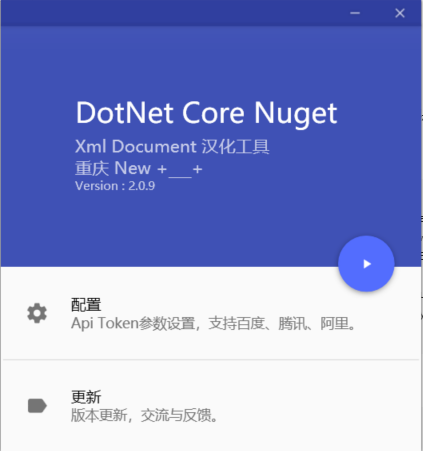 DotNet Core Nuget
Xml Document 汉化工具
重庆 New +___+
Version : 2.0.9
配置
Api Token参数设置，支持百度、腾讯、阿里。
更新
版本更新，交流与反馈。